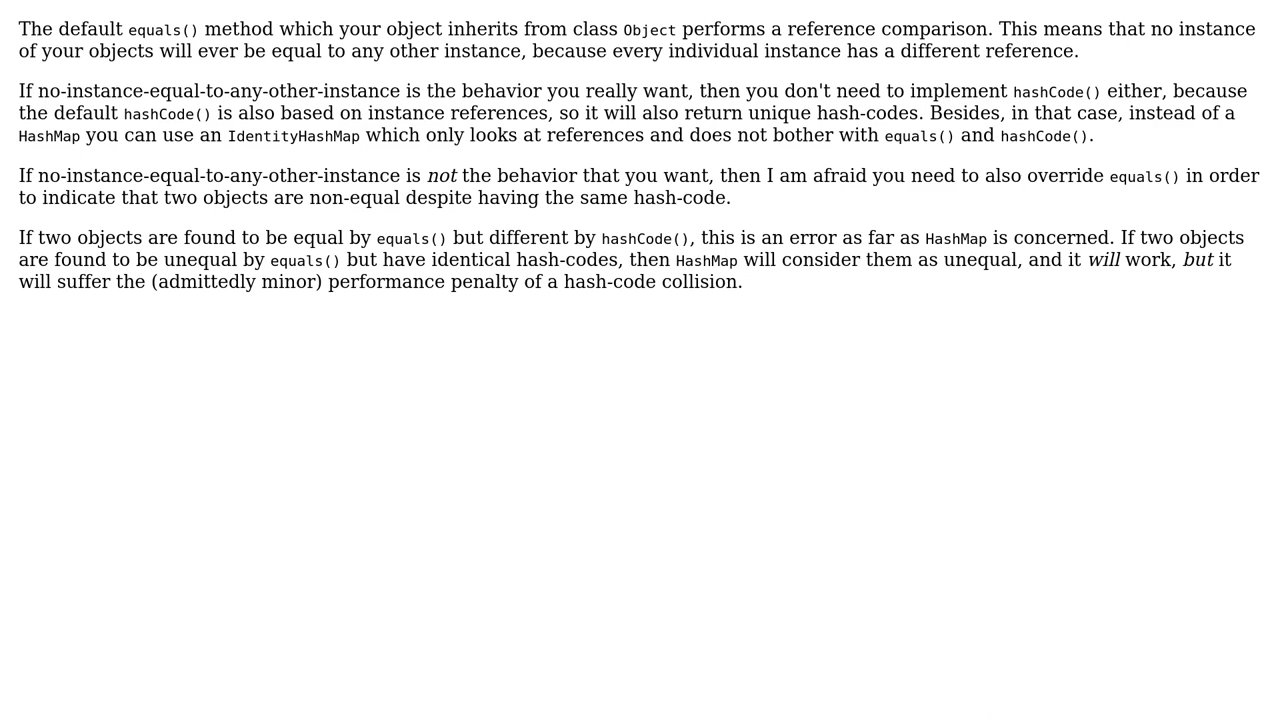 The default equals() method which your object inherits from class Object performs a reference comparison. This means that no instance
of your objects will ever be equal to any other instance, because every individual instance has a different reference.
If no-instance-equal-to-any-other-instance is the behavior you really want, then you don't need to implement hashCode() either, because
the default hashCode() is also based on instance references, so it will also return unique hash-codes. Besides, in that case, instead of a
HashMap you can use an IdentityHashMap which only looks at references and does not bother with equals() and hashCode().
If no-instance-equal-to-any-other-instance is not the behavior that you want, then I am afraid you need to also override equals() in order
to indicate that two objects are non-equal despite having the same hash-code.
If two objects are found to be equal by equals() but different by hashCode(), this is an error as far as HashMap is concerned. If two objects
are found to be unequal by equals() but have identical hash-codes, then HashMap will consider them as unequal, and it will work, but it
will suffer the (admittedly minor) performance penalty of a hash-code collision.